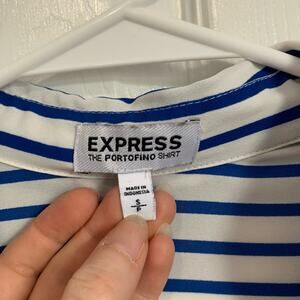 EXPRESS
THE PORTOFINO SHIRT
MADE IN
INDONESIA
S
P